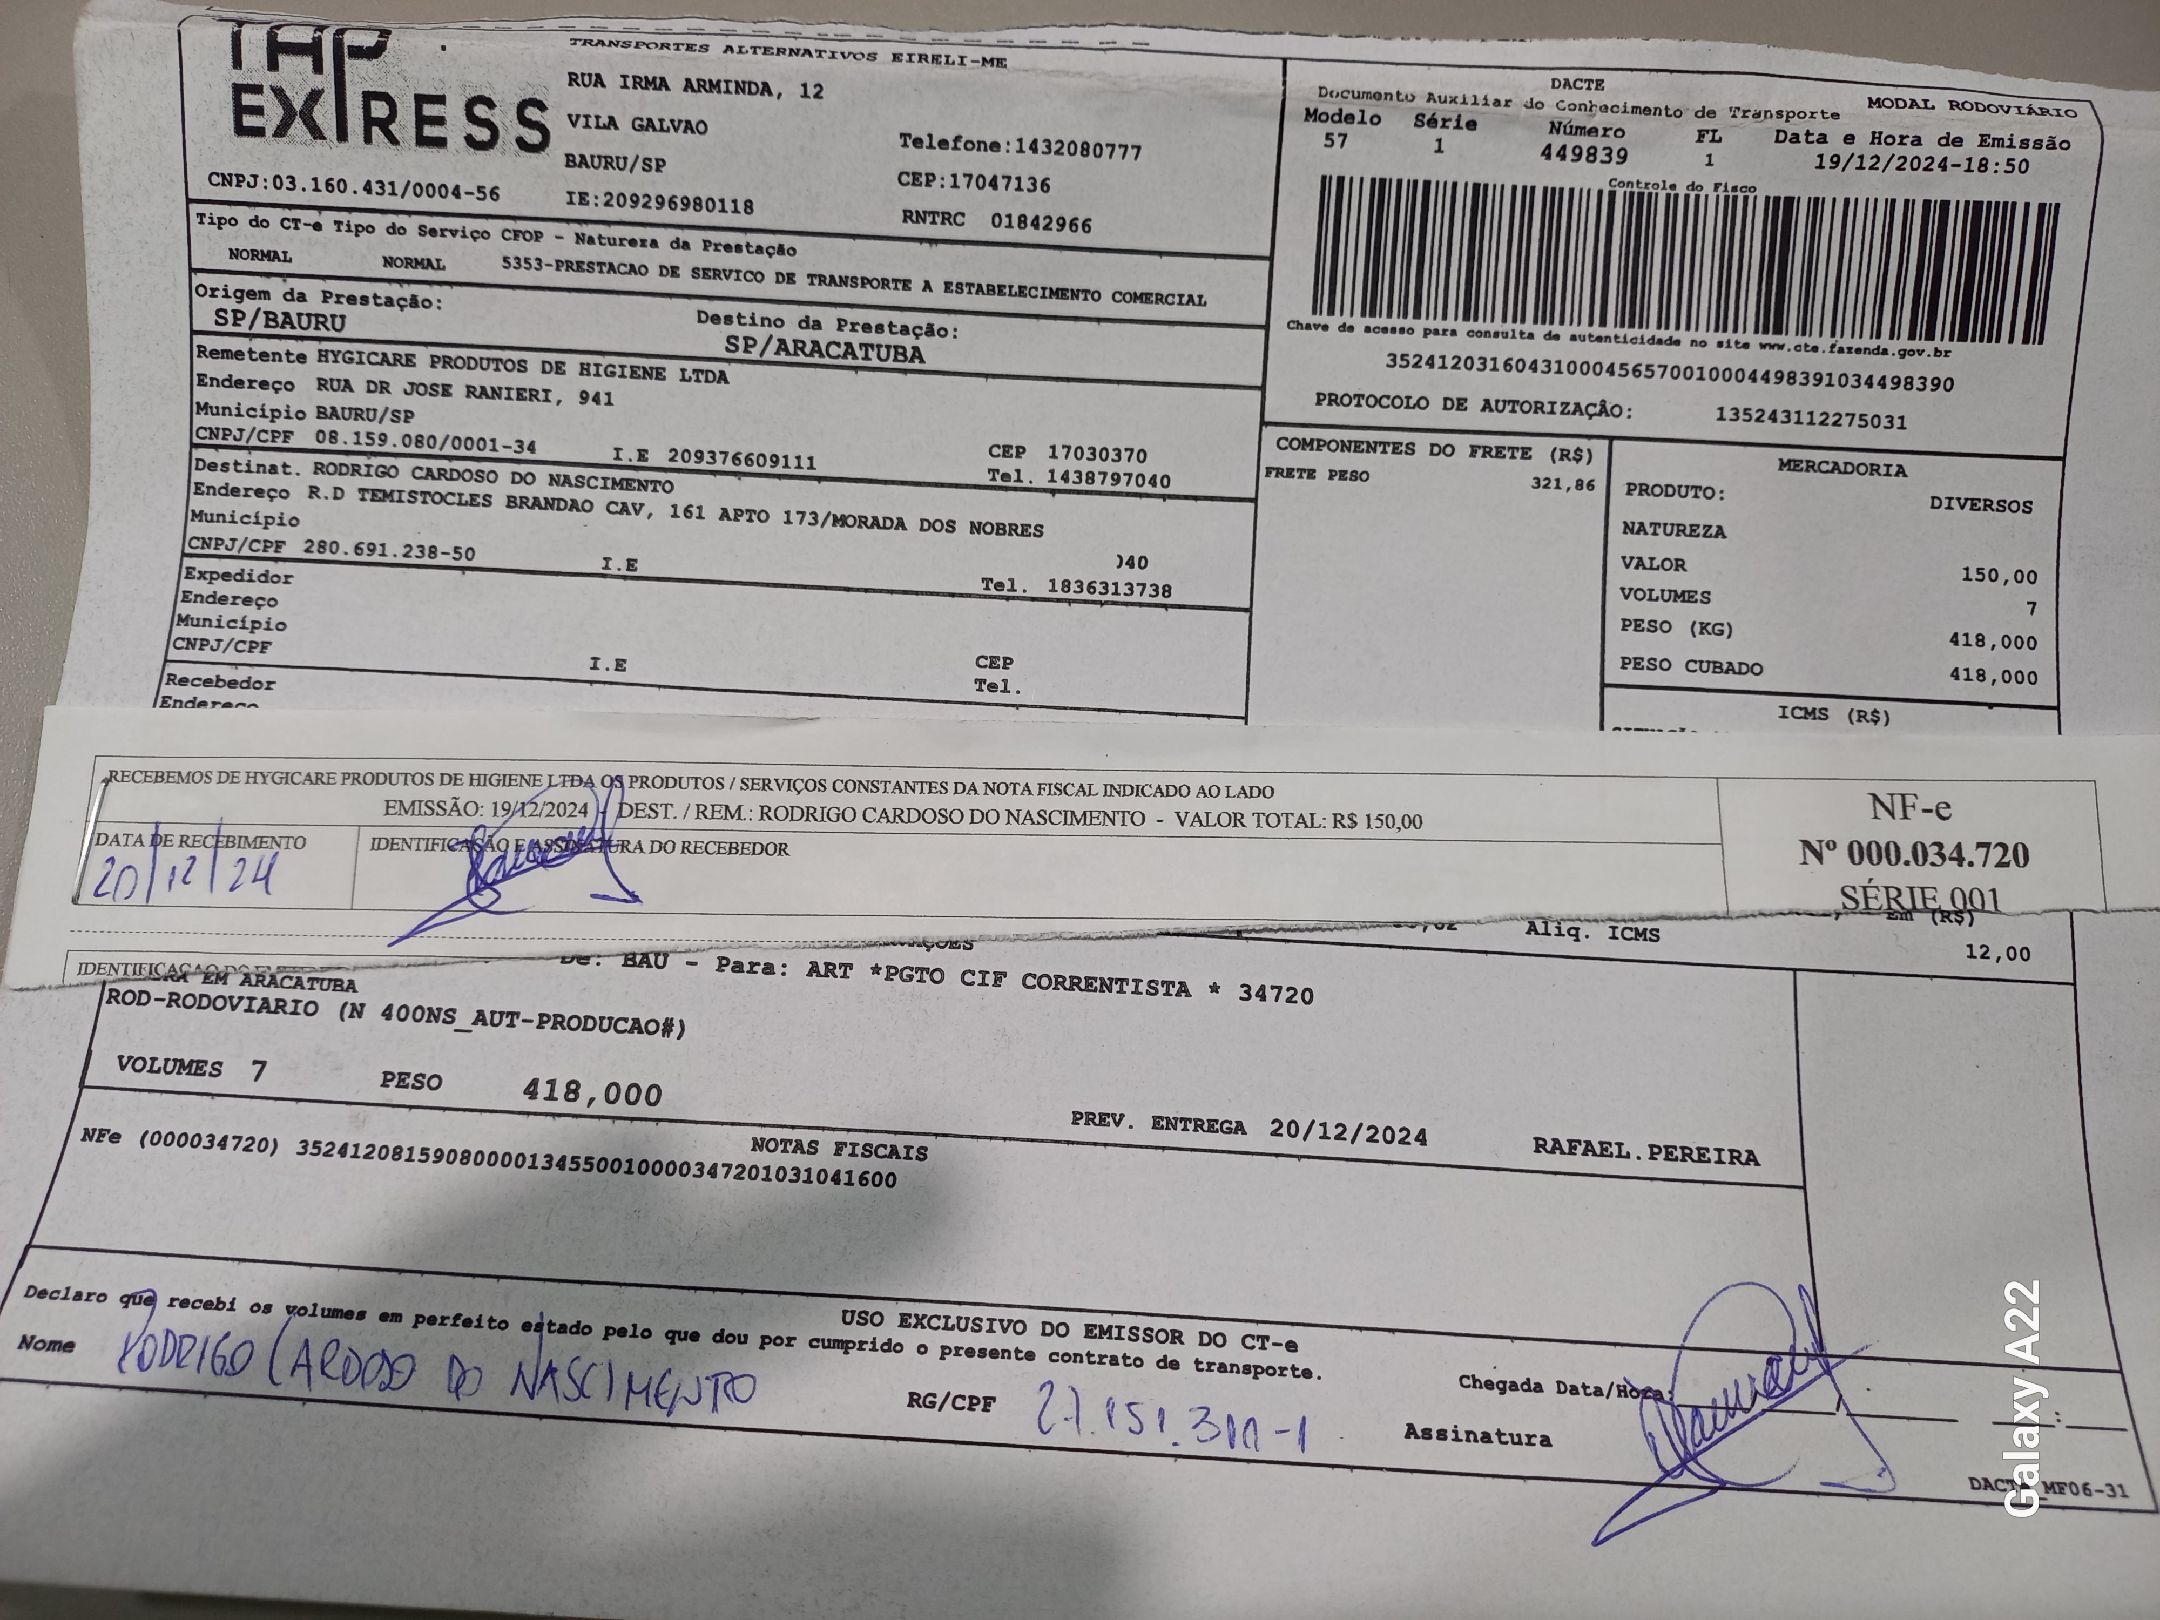 TAP
EXPRESS
TRANSPORTES ALTERNATIVOS EIRELI-ME
RUA IRMA ARMINDA, 12
VILA GALVAO
BAURU/SP
Telefone:1432080777
CEP:17047136
CNPJ:03.160.431/0004-56
IE:209296980118
RNTRC 01842966
DACTE
Documento Auxiliar do Conhecimento de Transporte
MODAL RODOVIÁRIO
Modelo Série Número FL Data e Hora de Emissão
57 1 449839 1 19/12/2024-18:50
Controle do Fisco
Chave de acesso para consulta de autenticidade no site www.cte.fazenda.gov.br
35241203160431000456570010004498391034498390
PROTOCOLO DE AUTORIZAÇÃO: 135243112275031
Tipo do CT-e Tipo do Serviço CFOP - Natureza da Prestação
NORMAL NORMAL 5353-PRESTACAO DE SERVICO DE TRANSPORTE A ESTABELECIMENTO COMERCIAL
Origem da Prestação:
SP/BAURU
Destino da Prestação:
SP/ARACATUBA
Remetente HYGICARE PRODUTOS DE HIGIENE LTDA
Endereço RUA DR JOSE RANIERI, 941
Município BAURU/SP
CEP 17030370
CNPJ/CPF 08.159.080/0001-34 I.E 209376609111 Tel. 1438797040
Destinat. RODRIGO CARDOSO DO NASCIMENTO
Endereço R.D TEMISTOCLES BRANDAO CAV, 161 APTO 173/MORADA DOS NOBRES
Município
040
CNPJ/CPF 280.691.238-50 I.E Tel. 1836313738
Expedidor
Endereço
Município
CEP
CNPJ/CPF I.E Tel.
Recebedor
Endereço
COMPONENTES DO FRETE (R$)
FRETE PESO 321,86
MERCADORIA
PRODUTO: DIVERSOS
NATUREZA
VALOR 150,00
VOLUMES 7
PESO (KG) 418,000
PESO CUBADO 418,000
ICMS (R$)
RECEBEMOS DE HYGICARE PRODUTOS DE HIGIENE LTDA OS PRODUTOS / SERVIÇOS CONSTANTES DA NOTA FISCAL INDICADO AO LADO
EMISSÃO: 19/12/2024 - DEST. / REM.: RODRIGO CARDOSO DO NASCIMENTO - VALOR TOTAL: R$ 150,00
DATA DE RECEBIMENTO
20/12/24
IDENTIFICAÇÃO E ASSINATURA DO RECEBEDOR
NF-e
Nº 000.034.720
SÉRIE 001
Em (R$)
Aliq. ICMS 12,00
IDENTIFICAÇÃO DO
De: BAU - Para: ART *PGTO CIF CORRENTISTA * 34720
EM ARACATUBA
ROD-RODOVIARIO (N 400NS_AUT-PRODUCAO#)
VOLUMES 7 PESO 418,000
PREV. ENTREGA 20/12/2024 RAFAEL.PEREIRA
NOTAS FISCAIS
NFe (000034720) 35241208159080000134550010000347201031041600
USO EXCLUSIVO DO EMISSOR DO CT-e
Declaro que recebi os volumes em perfeito estado pelo que dou por cumprido o presente contrato de transporte.
Nome RODRIGO CARDOSO DO NASCIMENTO
RG/CPF
Chegada Data/Hora: / / :
Assinatura
DACTE_MF06-31
Galaxy A22